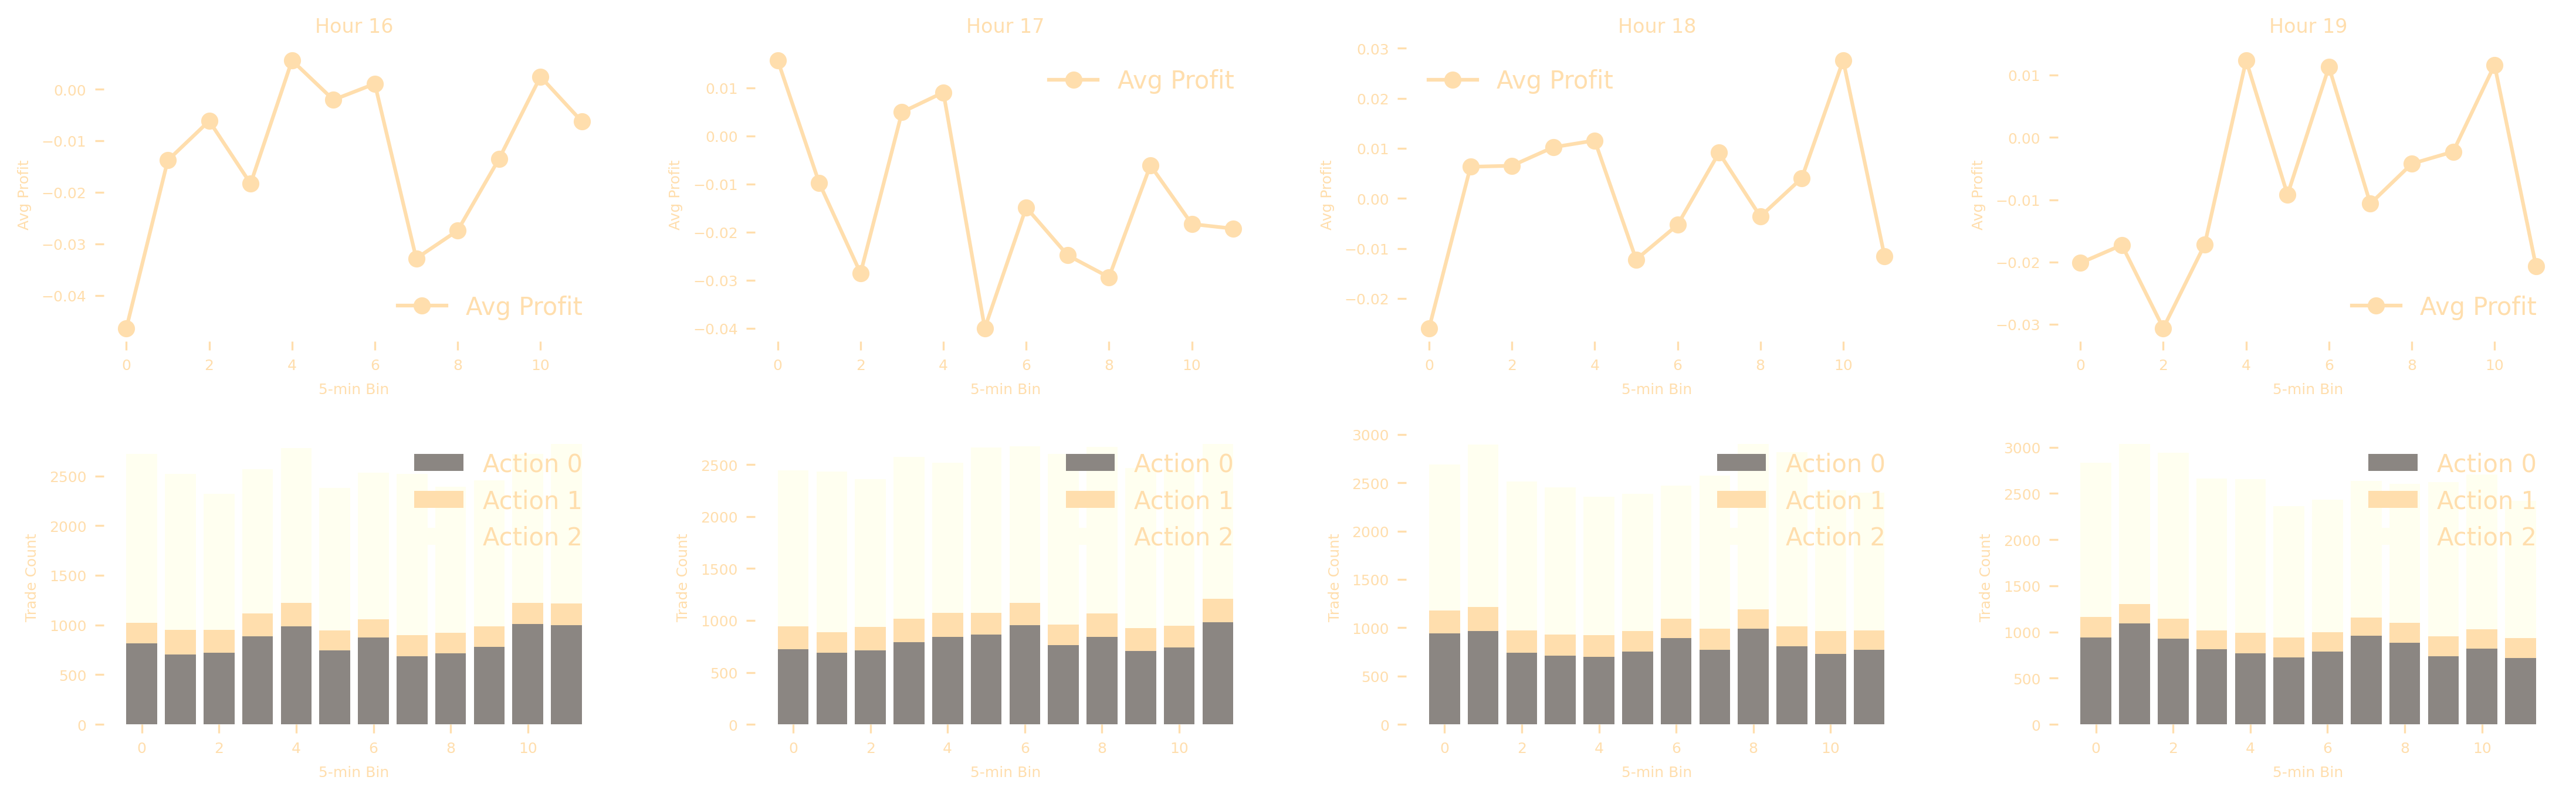 Hour 16
Avg Profit
0.00
−0.01
−0.02
−0.03
−0.04
Avg Profit
0 2 4 6 8 10
5-min Bin
Hour 17
Avg Profit
0.01
0.00
−0.01
−0.02
−0.03
−0.04
Avg Profit
0 2 4 6 8 10
5-min Bin
Hour 18
Avg Profit
0.03
0.02
0.01
0.00
−0.01
−0.02
Avg Profit
0 2 4 6 8 10
5-min Bin
Hour 19
Avg Profit
0.01
0.00
−0.01
−0.02
−0.03
Avg Profit
0 2 4 6 8 10
5-min Bin
Trade Count
2500
2000
1500
1000
500
0
Action 0
Action 1
Action 2
0 2 4 6 8 10
5-min Bin
Trade Count
2500
2000
1500
1000
500
0
Action 0
Action 1
Action 2
0 2 4 6 8 10
5-min Bin
Trade Count
3000
2500
2000
1500
1000
500
0
Action 0
Action 1
Action 2
0 2 4 6 8 10
5-min Bin
Trade Count
3000
2500
2000
1500
1000
500
0
Action 0
Action 1
Action 2
0 2 4 6 8 10
5-min Bin